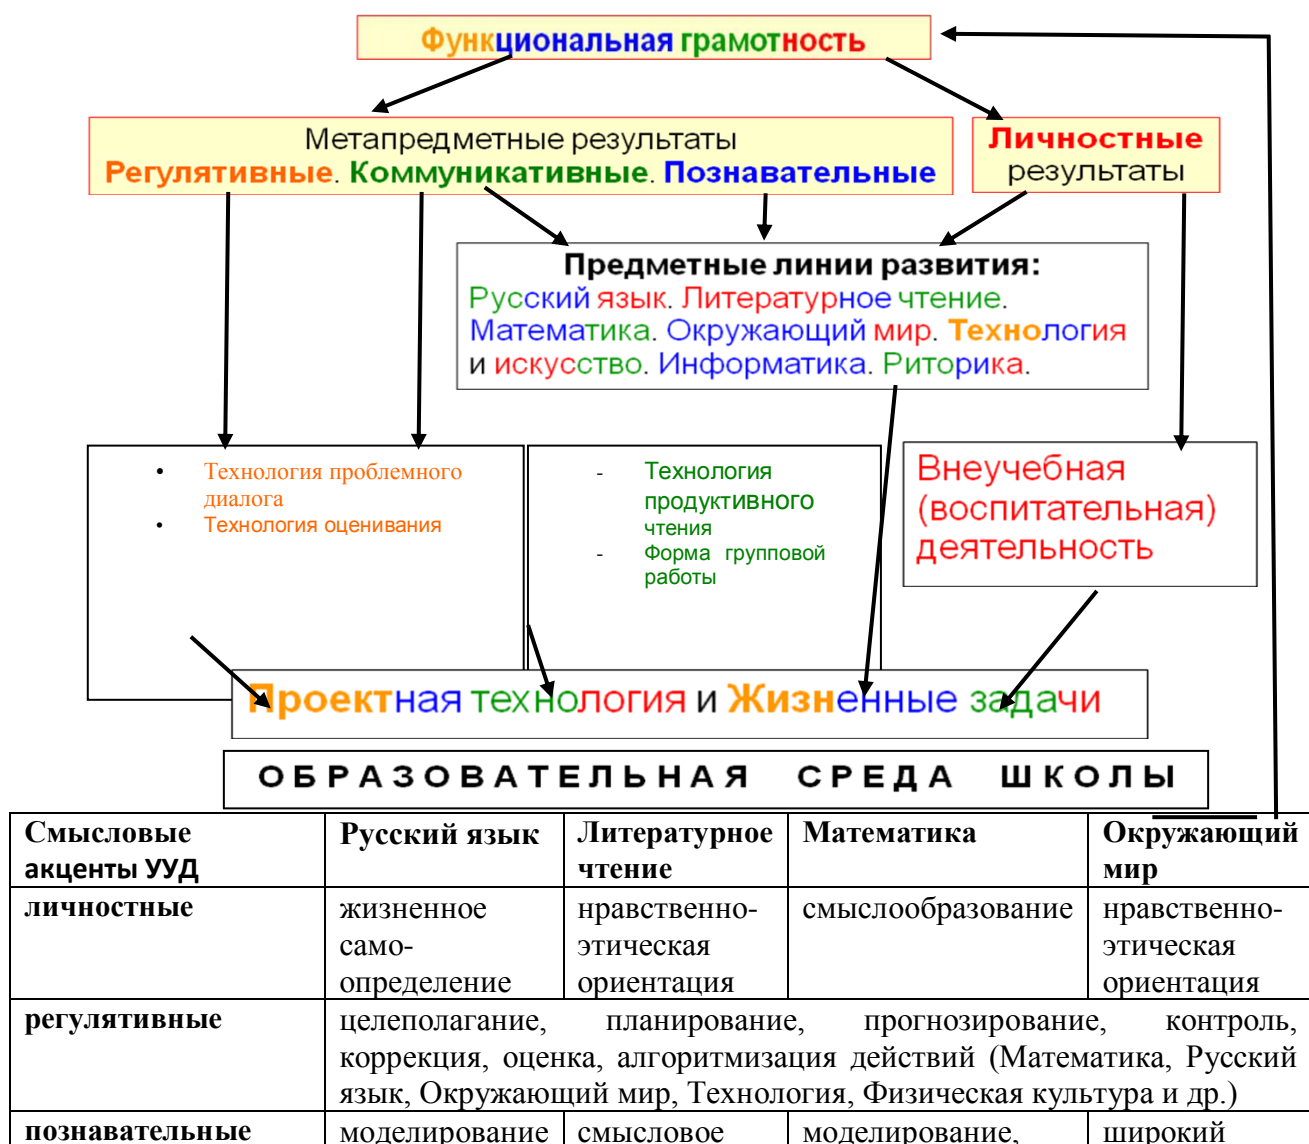 Функциональная грамотность
Метапредметные результаты
Регулятивные. Коммуникативные. Познавательные
Личностные
результаты
Предметные линии развития:
Русский язык. Литературное чтение.
Математика. Окружающий мир. Технология
и искусство. Информатика. Риторика.
• Технология проблемного
диалога
• Технология оценивания
- Технология
продуктивного
чтения
- Форма групповой
работы
Внеучебная
(воспитательная)
деятельность
Проектная технология и Жизненные задачи
ОБРАЗОВАТЕЛЬНАЯ СРЕДА ШКОЛЫ
Смысловые
акценты УУД
Русский язык
Литературное
чтение
Математика
Окружающий
мир
личностные
жизненное
само-
определение
нравственно-
этическая
ориентация
смыслообразование
нравственно-
этическая
ориентация
регулятивные
целеполагание, планирование, прогнозирование, контроль,
коррекция, оценка, алгоритмизация действий (Математика, Русский
язык, Окружающий мир, Технология, Физическая культура и др.)
познавательные
моделирование
смысловое
моделирование,
широкий